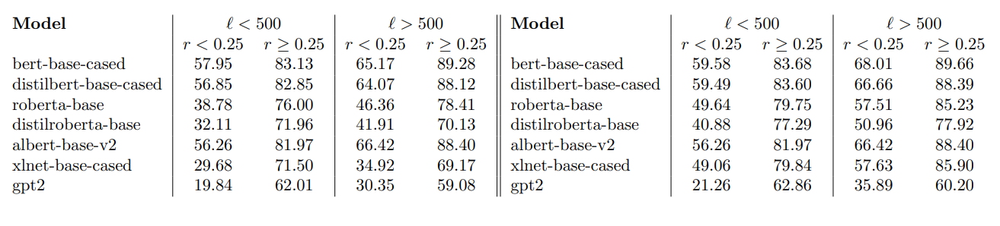 Model ℓ < 500 ℓ > 500 Model ℓ < 500 ℓ > 500
r < 0.25 r ≥ 0.25 r < 0.25 r ≥ 0.25 r < 0.25 r ≥ 0.25 r < 0.25 r ≥ 0.25
bert-base-cased 57.95 83.13 65.17 89.28 bert-base-cased 59.58 83.68 68.01 89.66
distilbert-base-cased 56.85 82.85 64.07 88.12 distilbert-base-cased 59.49 83.60 66.66 88.39
roberta-base 38.78 76.00 46.36 78.41 roberta-base 49.64 79.75 57.51 85.23
distilroberta-base 32.11 71.96 41.91 70.13 distilroberta-base 40.88 77.29 50.96 77.92
albert-base-v2 56.26 81.97 66.42 88.40 albert-base-v2 56.26 81.97 66.42 88.40
xlnet-base-cased 29.68 71.50 34.92 69.17 xlnet-base-cased 49.06 79.84 57.63 85.90
gpt2 19.84 62.01 30.35 59.08 gpt2 21.26 62.86 35.89 60.20